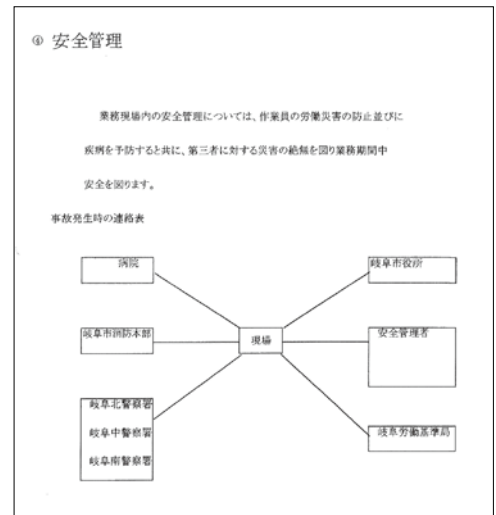 ④ 安全管理
業務現場内の安全管理については、作業員の労働災害の防止並びに
疾病を予防すると共に、第三者に対する災害の絶無を図り業務期間中
安全を図ります。
事故発生時の連絡表
病院
岐阜市役所
岐阜市消防本部
現場
安全管理者
岐阜北警察署
岐阜中警察署
岐阜南警察署
岐阜労働基準局